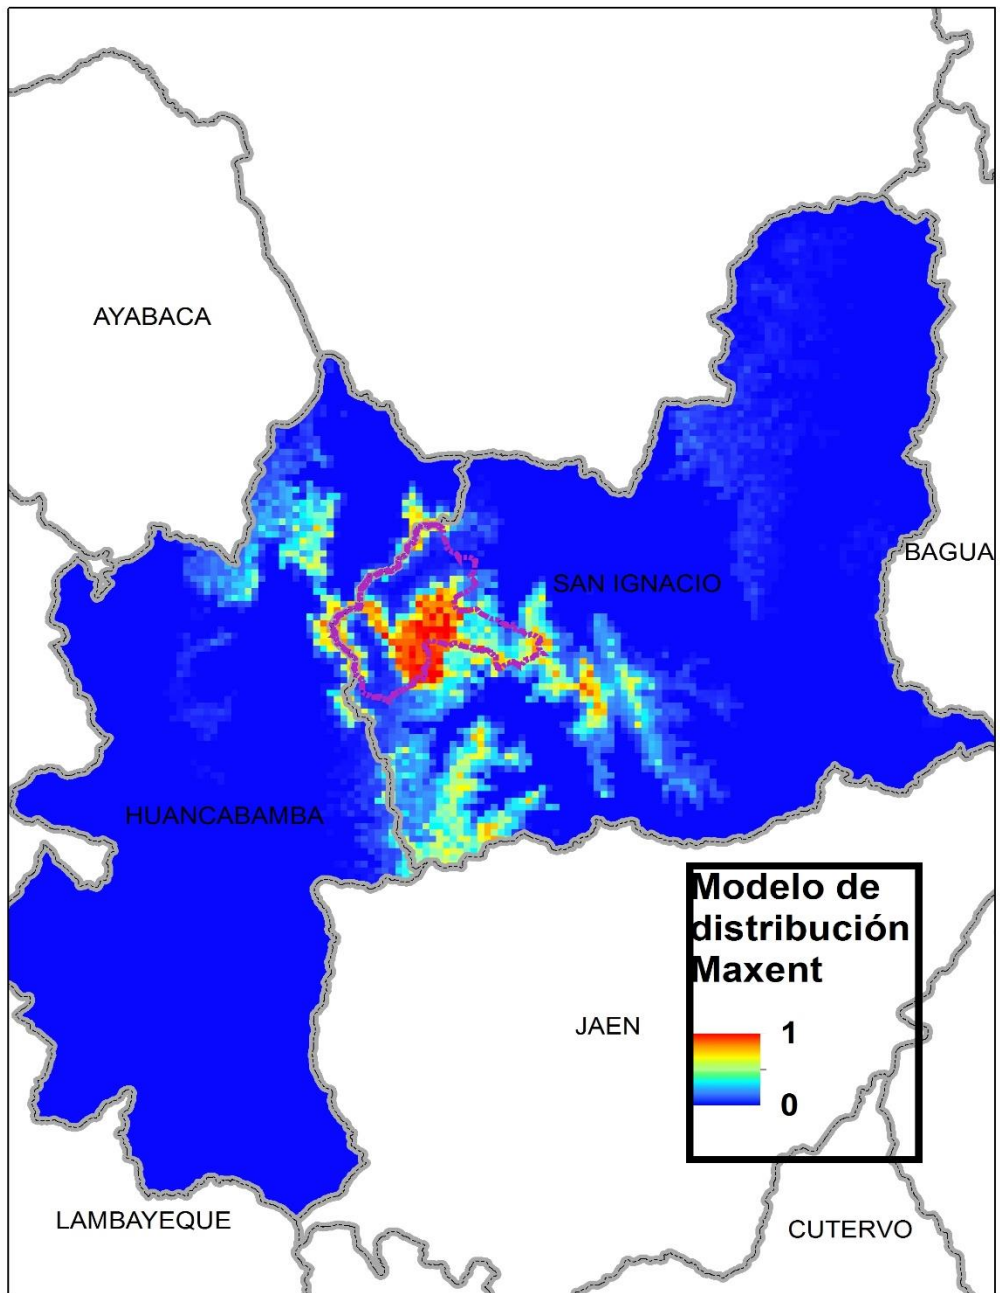 AYABACA
BAGUA
SAN IGNACIO
HUANCABAMBA
Modelo de
distribución
Maxent
1
0
JAEN
LAMBAYEQUE
CUTERVO